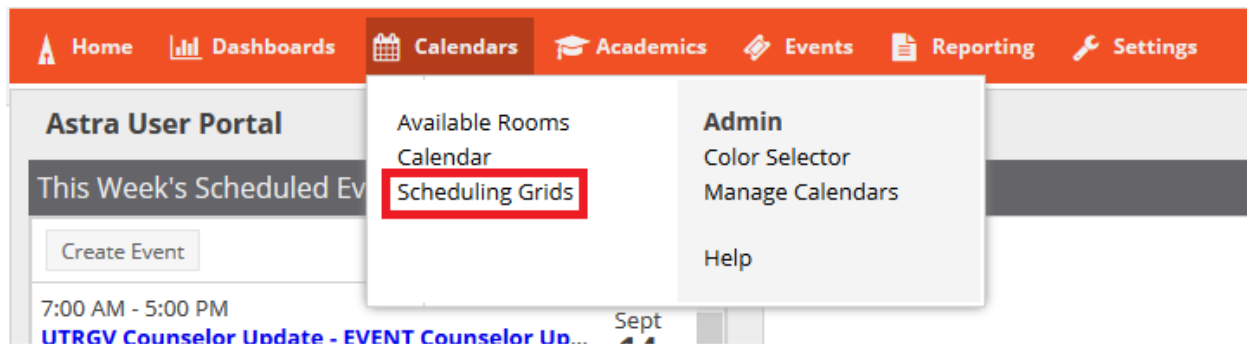 Home Dashboards Calendars Academics Events Reporting Settings
Astra User Portal
This Week's Scheduled Ev
Create Event
7:00 AM - 5:00 PM
UTRGV Counselor Update - EVENT Counselor Up...
Sept
14
Available Rooms
Calendar
Scheduling Grids
Admin
Color Selector
Manage Calendars
Help